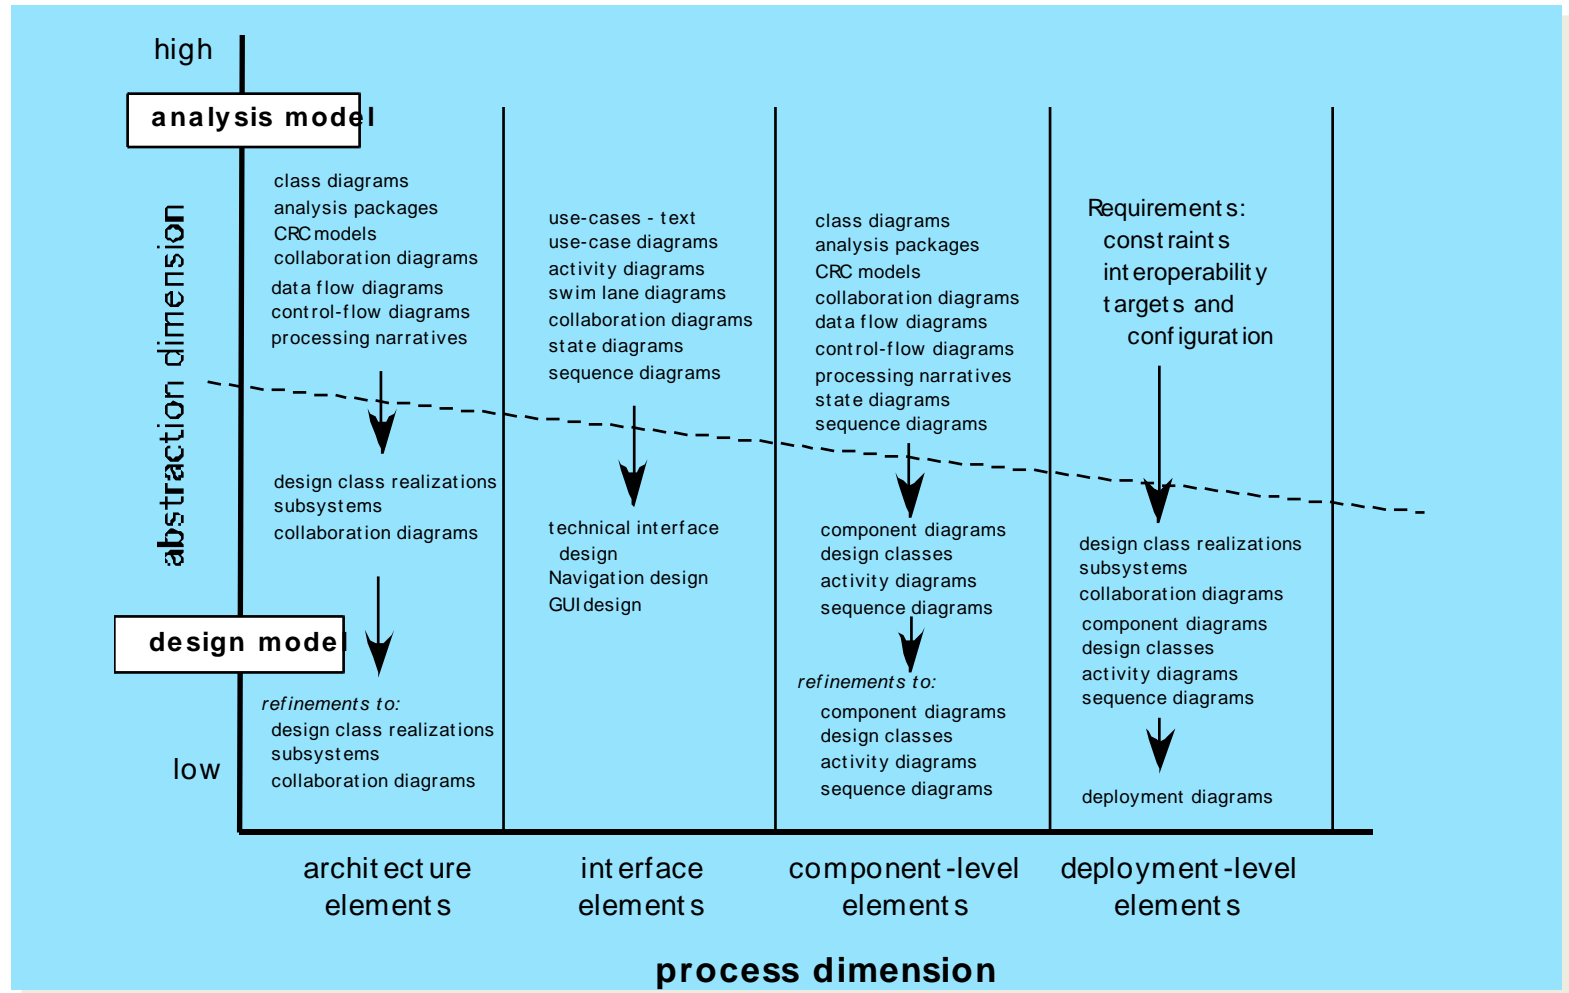 high
analysis model
abstraction dimension
design model
low
class diagrams
analysis packages
CRC models
collaboration diagrams
data flow diagrams
control-flow diagrams
processing narratives
design class realizations
subsystems
collaboration diagrams
refinements to:
design class realizations
subsystems
collaboration diagrams
use-cases - text
use-case diagrams
activity diagrams
swim lane diagrams
collaboration diagrams
state diagrams
sequence diagrams
technical interface
design
Navigation design
GUI design
class diagrams
analysis packages
CRC models
collaboration diagrams
data flow diagrams
control-flow diagrams
processing narratives
state diagrams
sequence diagrams
component diagrams
design classes
activity diagrams
sequence diagrams
refinements to:
component diagrams
design classes
activity diagrams
sequence diagrams
Requirements:
constraints
interoperability
targets and
configuration
design class realizations
subsystems
collaboration diagrams
component diagrams
design classes
activity diagrams
sequence diagrams
deployment diagrams
architecture
elements
interface
elements
component-level
elements
deployment-level
elements
process dimension